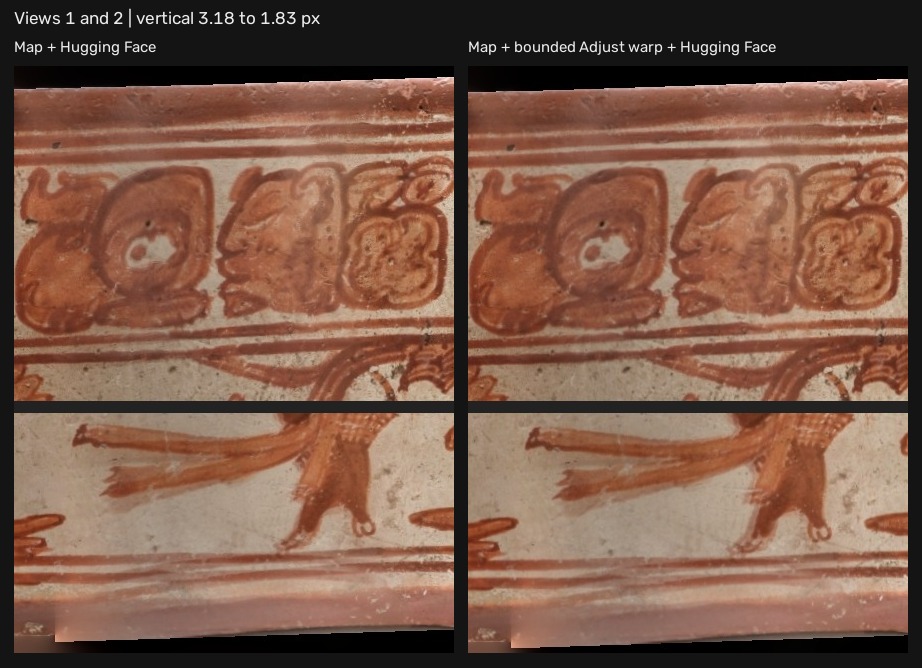 Views 1 and 2 | vertical 3.18 to 1.83 px
Map + Hugging Face
Map + bounded Adjust warp + Hugging Face